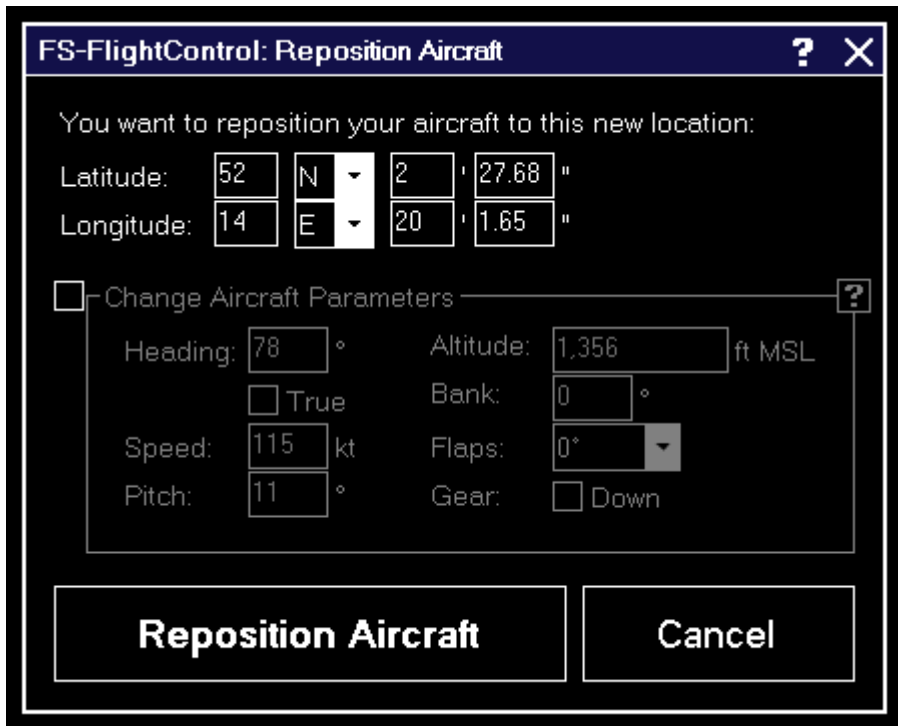 FS-FlightControl: Reposition Aircraft ? X
You want to reposition your aircraft to this new location:
Latitude: 52 N 2 ' 27.68 "
Longitude: 14 E 20 ' 1.65 "
Change Aircraft Parameters ?
Heading: 78 ° Altitude: 1,356 ft MSL
True Bank: 0 °
Speed: 115 kt Flaps: 0°
Pitch: 11 ° Gear: Down
Reposition Aircraft Cancel